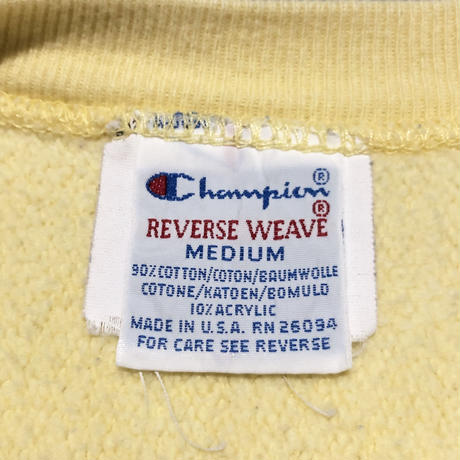 Champion ®
REVERSE WEAVE ®
MEDIUM
90% COTTON/COTON/BAUMWOLLE
COTONE/KATOEN/BOMULD
10% ACRYLIC
MADE IN U.S.A. RN 26094
FOR CARE SEE REVERSE